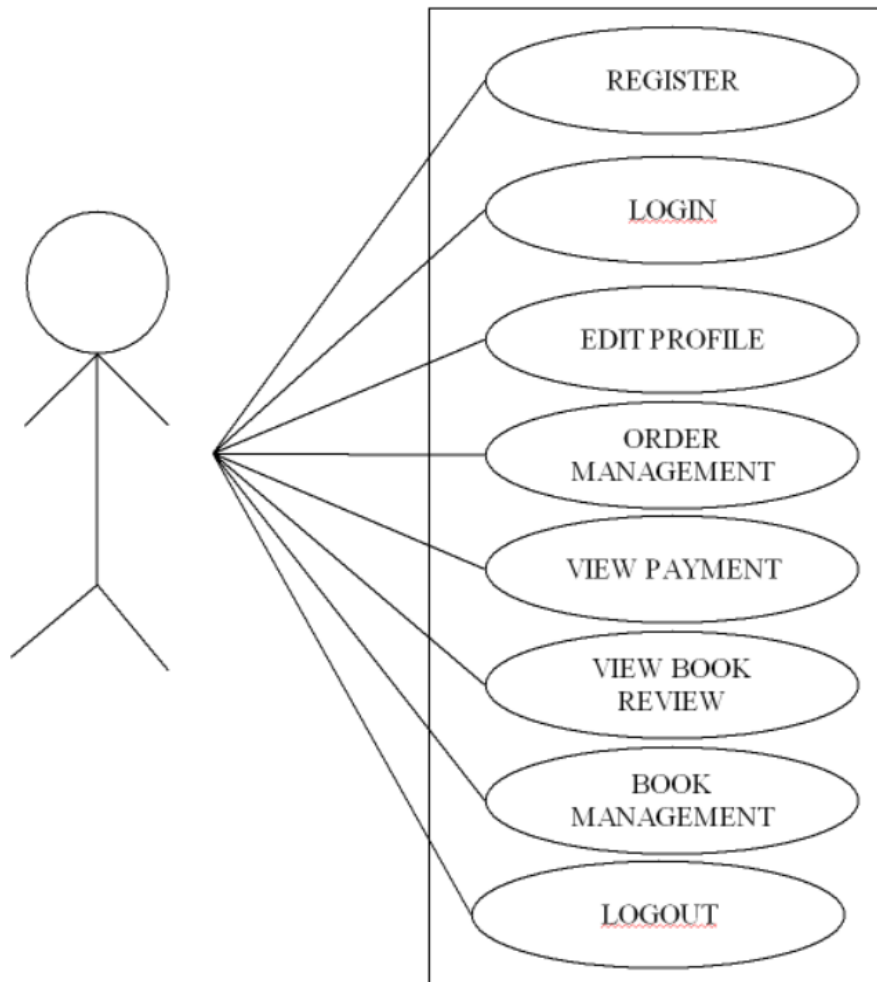 REGISTER
LOGIN
EDIT PROFILE
ORDER
MANAGEMENT
VIEW PAYMENT
VIEW BOOK
REVIEW
BOOK
MANAGEMENT
LOGOUT